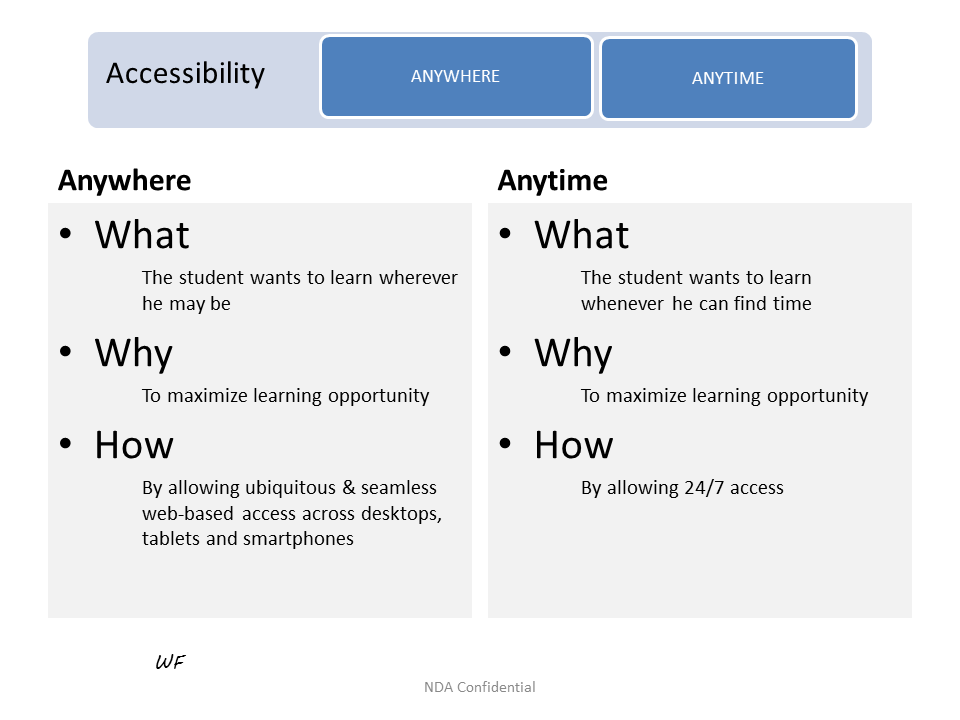 Accessibility
ANYWHERE
ANYTIME
Anywhere
• What
The student wants to learn wherever
he may be
• Why
To maximize learning opportunity
• How
By allowing ubiquitous & seamless
web-based access across desktops,
tablets and smartphones
Anytime
• What
The student wants to learn
whenever he can find time
• Why
To maximize learning opportunity
• How
By allowing 24/7 access
WF
NDA Confidential